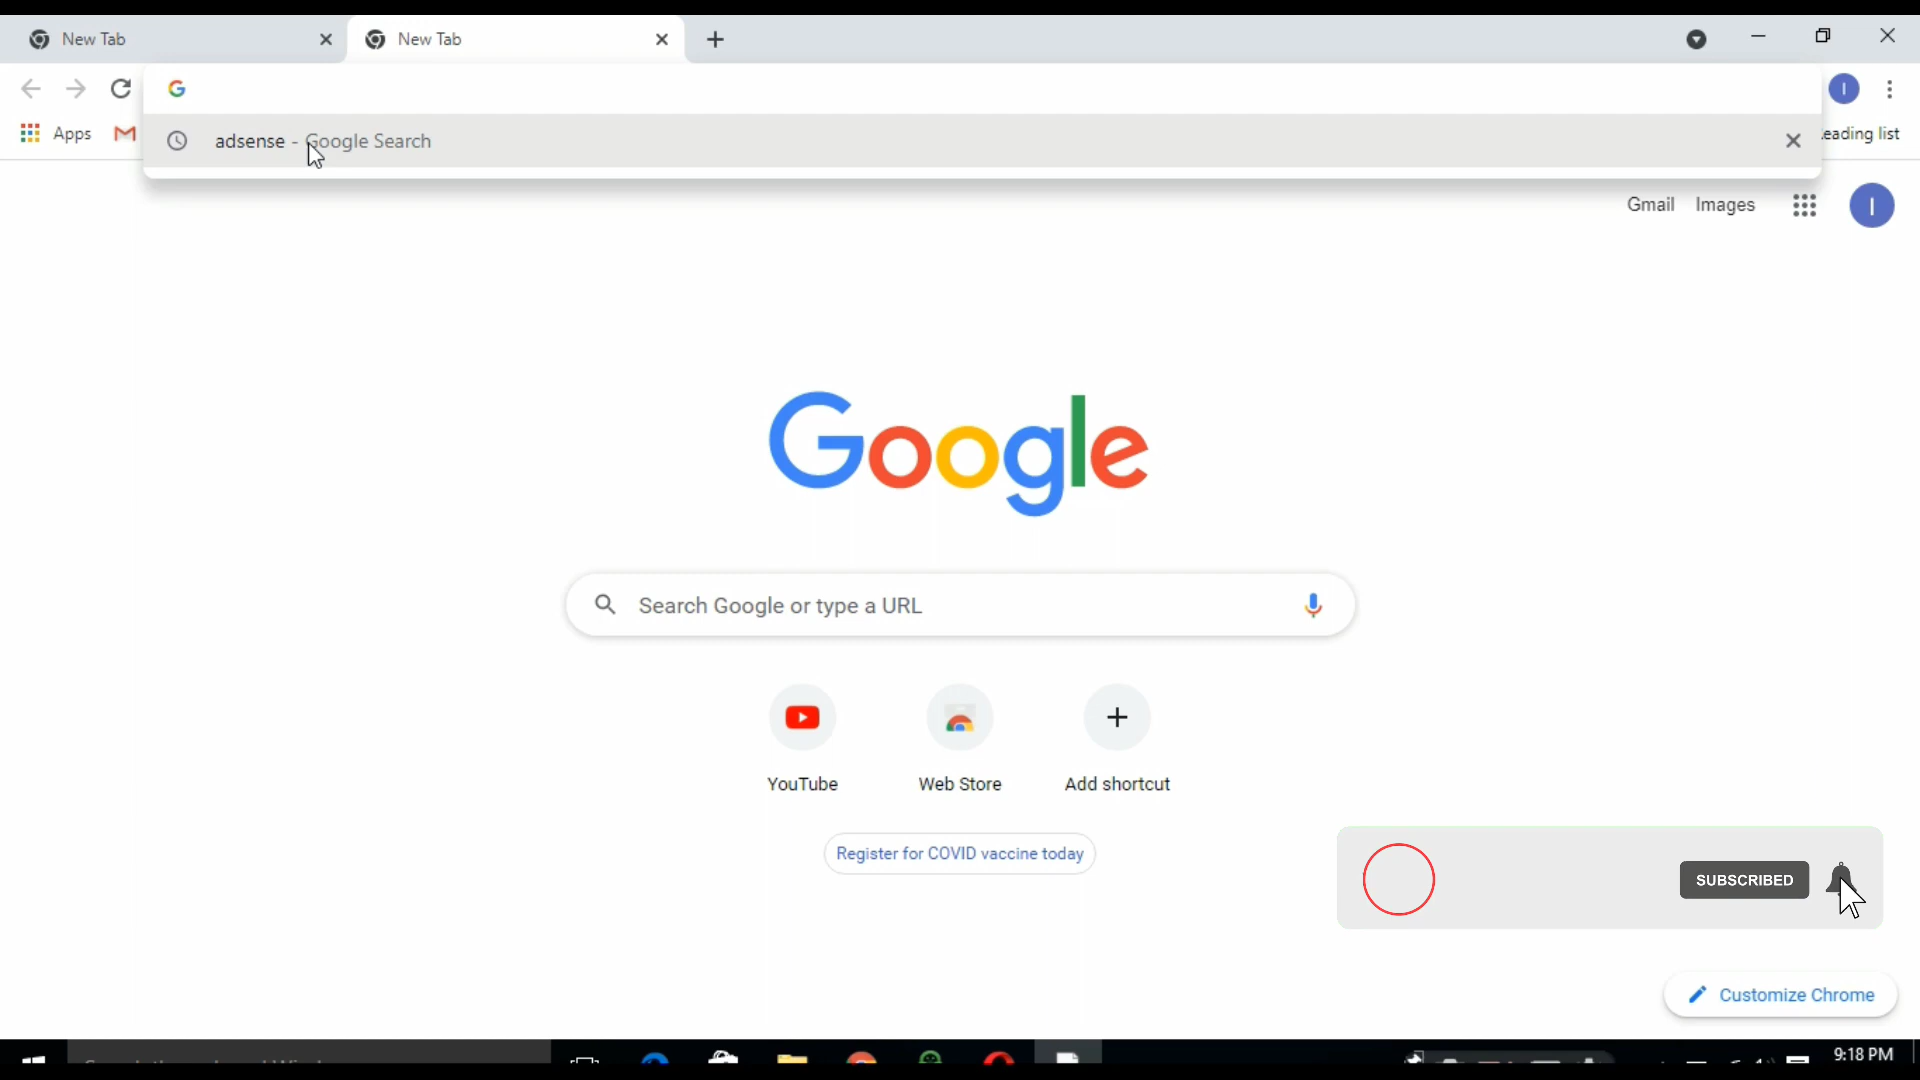 New Tab
New Tab
Apps
adsense - Google Search
eading list
Gmail Images
I
I
Google
Search Google or type a URL
YouTube
Web Store
Add shortcut
Register for COVID vaccine today
SUBSCRIBED
Customize Chrome
9:18 PM